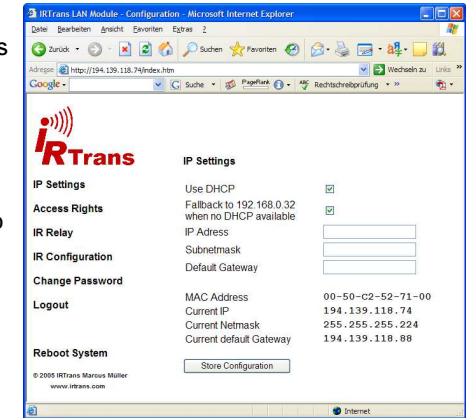 IRTrans LAN Module - Configuration - Microsoft Internet Explorer
Datei Bearbeiten Ansicht Favoriten Extras ?
Zurück Suchen Favoriten
Adresse http://194.139.118.74/index.htm Wechseln zu Links »
Google Suche PageRank ABC Rechtschreibprüfung »
s
IRTrans
IP Settings
IP Settings
Access Rights
IR Relay
IR Configuration
Change Password
Logout
Reboot System
© 2005 IRTrans Marcus Müller
www.irtrans.com
o
Use DHCP
Fallback to 192.168.0.32
when no DHCP available
IP Adress
Subnetmask
Default Gateway
MAC Address 00-50-C2-52-71-00
Current IP 194.139.118.74
Current Netmask 255.255.255.224
Current default Gateway 194.139.118.88
Store Configuration
Internet